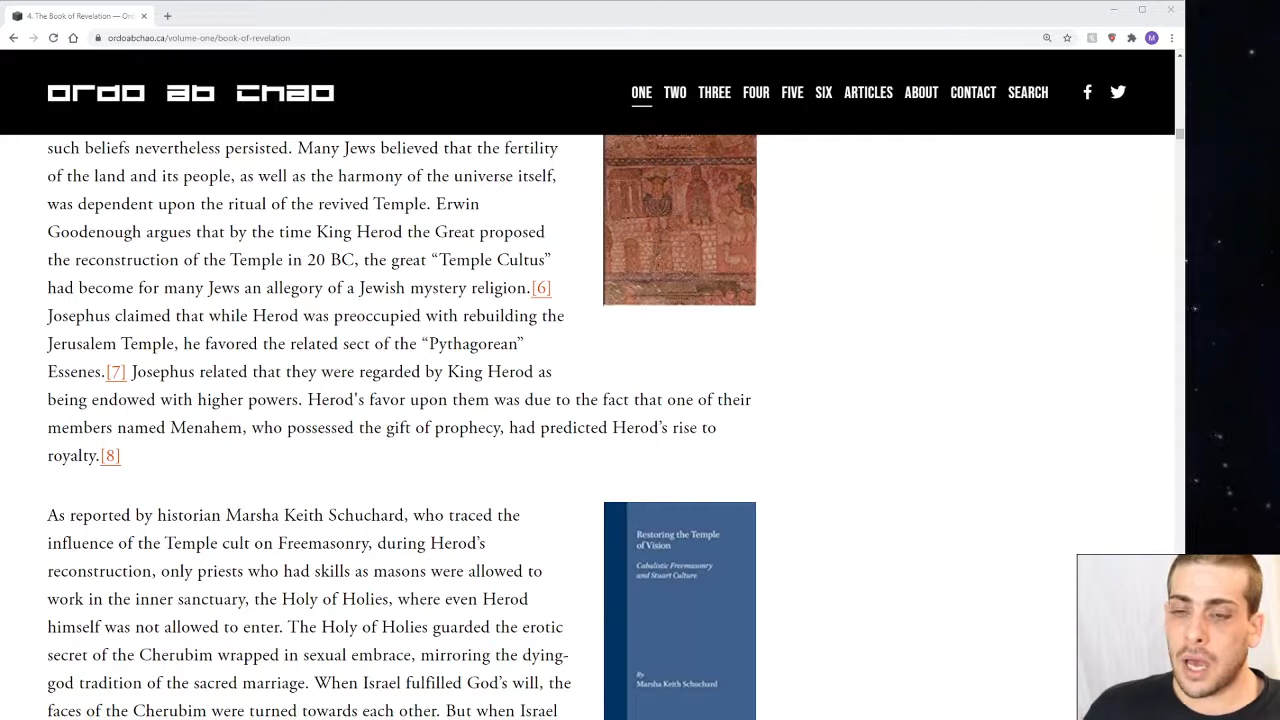 4. The Book of Revelation — Ord
ordoabchao.ca/volume-one/book-of-revelation
M
ordo ab chao
ONE TWO THREE FOUR FIVE SIX ARTICLES ABOUT CONTACT SEARCH
such beliefs nevertheless persisted. Many Jews believed that the fertility
of the land and its people, as well as the harmony of the universe itself,
was dependent upon the ritual of the revived Temple. Erwin
Goodenough argues that by the time King Herod the Great proposed
the reconstruction of the Temple in 20 BC, the great “Temple Cultus”
had become for many Jews an allegory of a Jewish mystery religion.[6]
Josephus claimed that while Herod was preoccupied with rebuilding the
Jerusalem Temple, he favored the related sect of the “Pythagorean”
Essenes.[7] Josephus related that they were regarded by King Herod as
being endowed with higher powers. Herod's favor upon them was due to the fact that one of their
members named Menahem, who possessed the gift of prophecy, had predicted Herod’s rise to
royalty.[8]
As reported by historian Marsha Keith Schuchard, who traced the
influence of the Temple cult on Freemasonry, during Herod’s
reconstruction, only priests who had skills as masons were allowed to
work in the inner sanctuary, the Holy of Holies, where even Herod
himself was not allowed to enter. The Holy of Holies guarded the erotic
secret of the Cherubim wrapped in sexual embrace, mirroring the dying-
god tradition of the sacred marriage. When Israel fulfilled God’s will, the
faces of the Cherubim were turned towards each other. But when Israel
Restoring the Temple
of Vision
Cabalistic Freemasonry
and Stuart Culture
By
Marsha Keith Schuchard